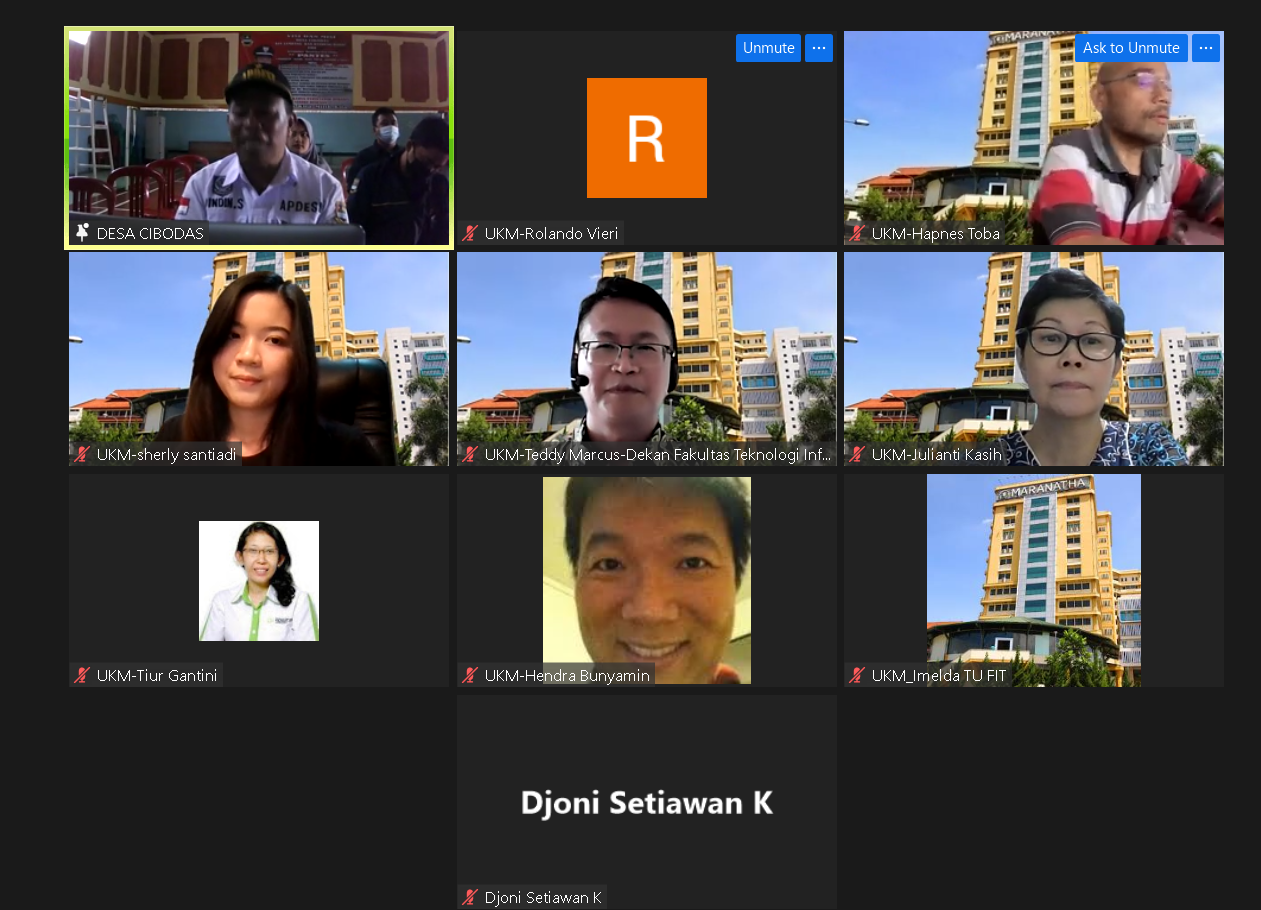 DESA CIBODAS
INDIN.S
APDESI
R
Unmute
UKM-Rolando Vieri
MARANATHA
Ask to Unmute
UKM-Hapnes Toba
UKM-sherly santiadi
UKM-Teddy Marcus-Dekan Fakultas Teknologi Inf...
UKM-Julianti Kasih
UKM-Tiur Gantini
UKM-Hendra Bunyamin
MARANATHA
UKM_Imelda TU FIT
Djoni Setiawan K
Djoni Setiawan K